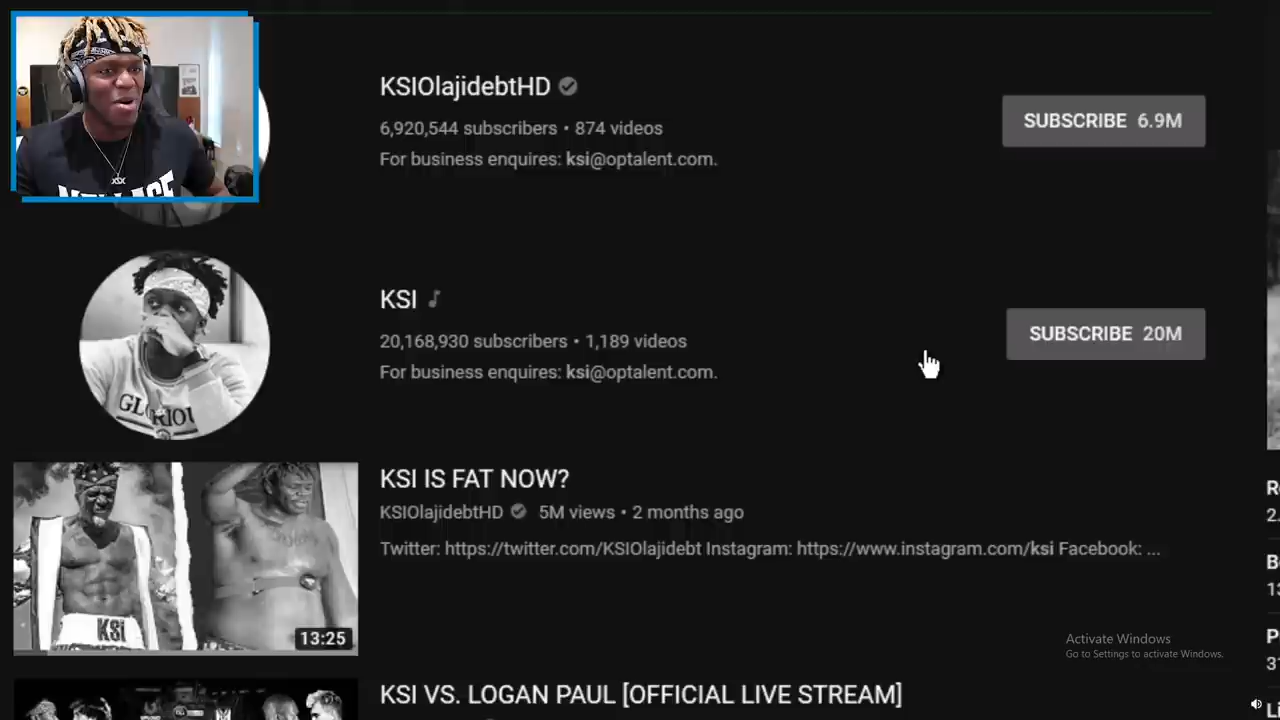 KSIOlajidebtHD
6,920,544 subscribers • 874 videos
SUBSCRIBE 6.9M
For business enquires: ksi@optalent.com.
KSI
20,168,930 subscribers • 1,189 videos
SUBSCRIBE 20M
For business enquires: ksi@optalent.com.
KSI IS FAT NOW?
KSIOlajidebtHD 5M views • 2 months ago
Twitter: https://twitter.com/KSIOlajidebt Instagram: https://www.instagram.com/ksi Facebook: ...
KSI
13:25
Activate Windows
Go to Settings to activate Windows.
KSI VS. LOGAN PAUL [OFFICIAL LIVE STREAM]